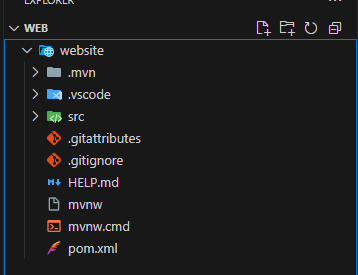 EXPLORER
WEB
website
.mvn
.vscode
src
.gitattributes
.gitignore
HELP.md
mvnw
mvnw.cmd
pom.xml